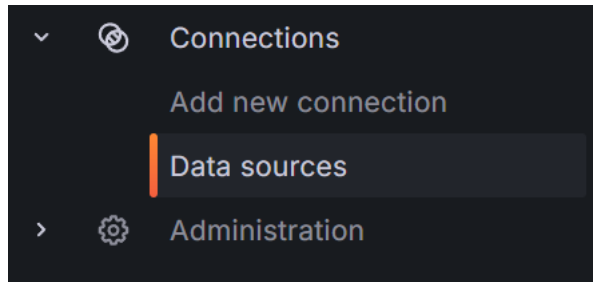 Connections
Add new connection
Data sources
Administration